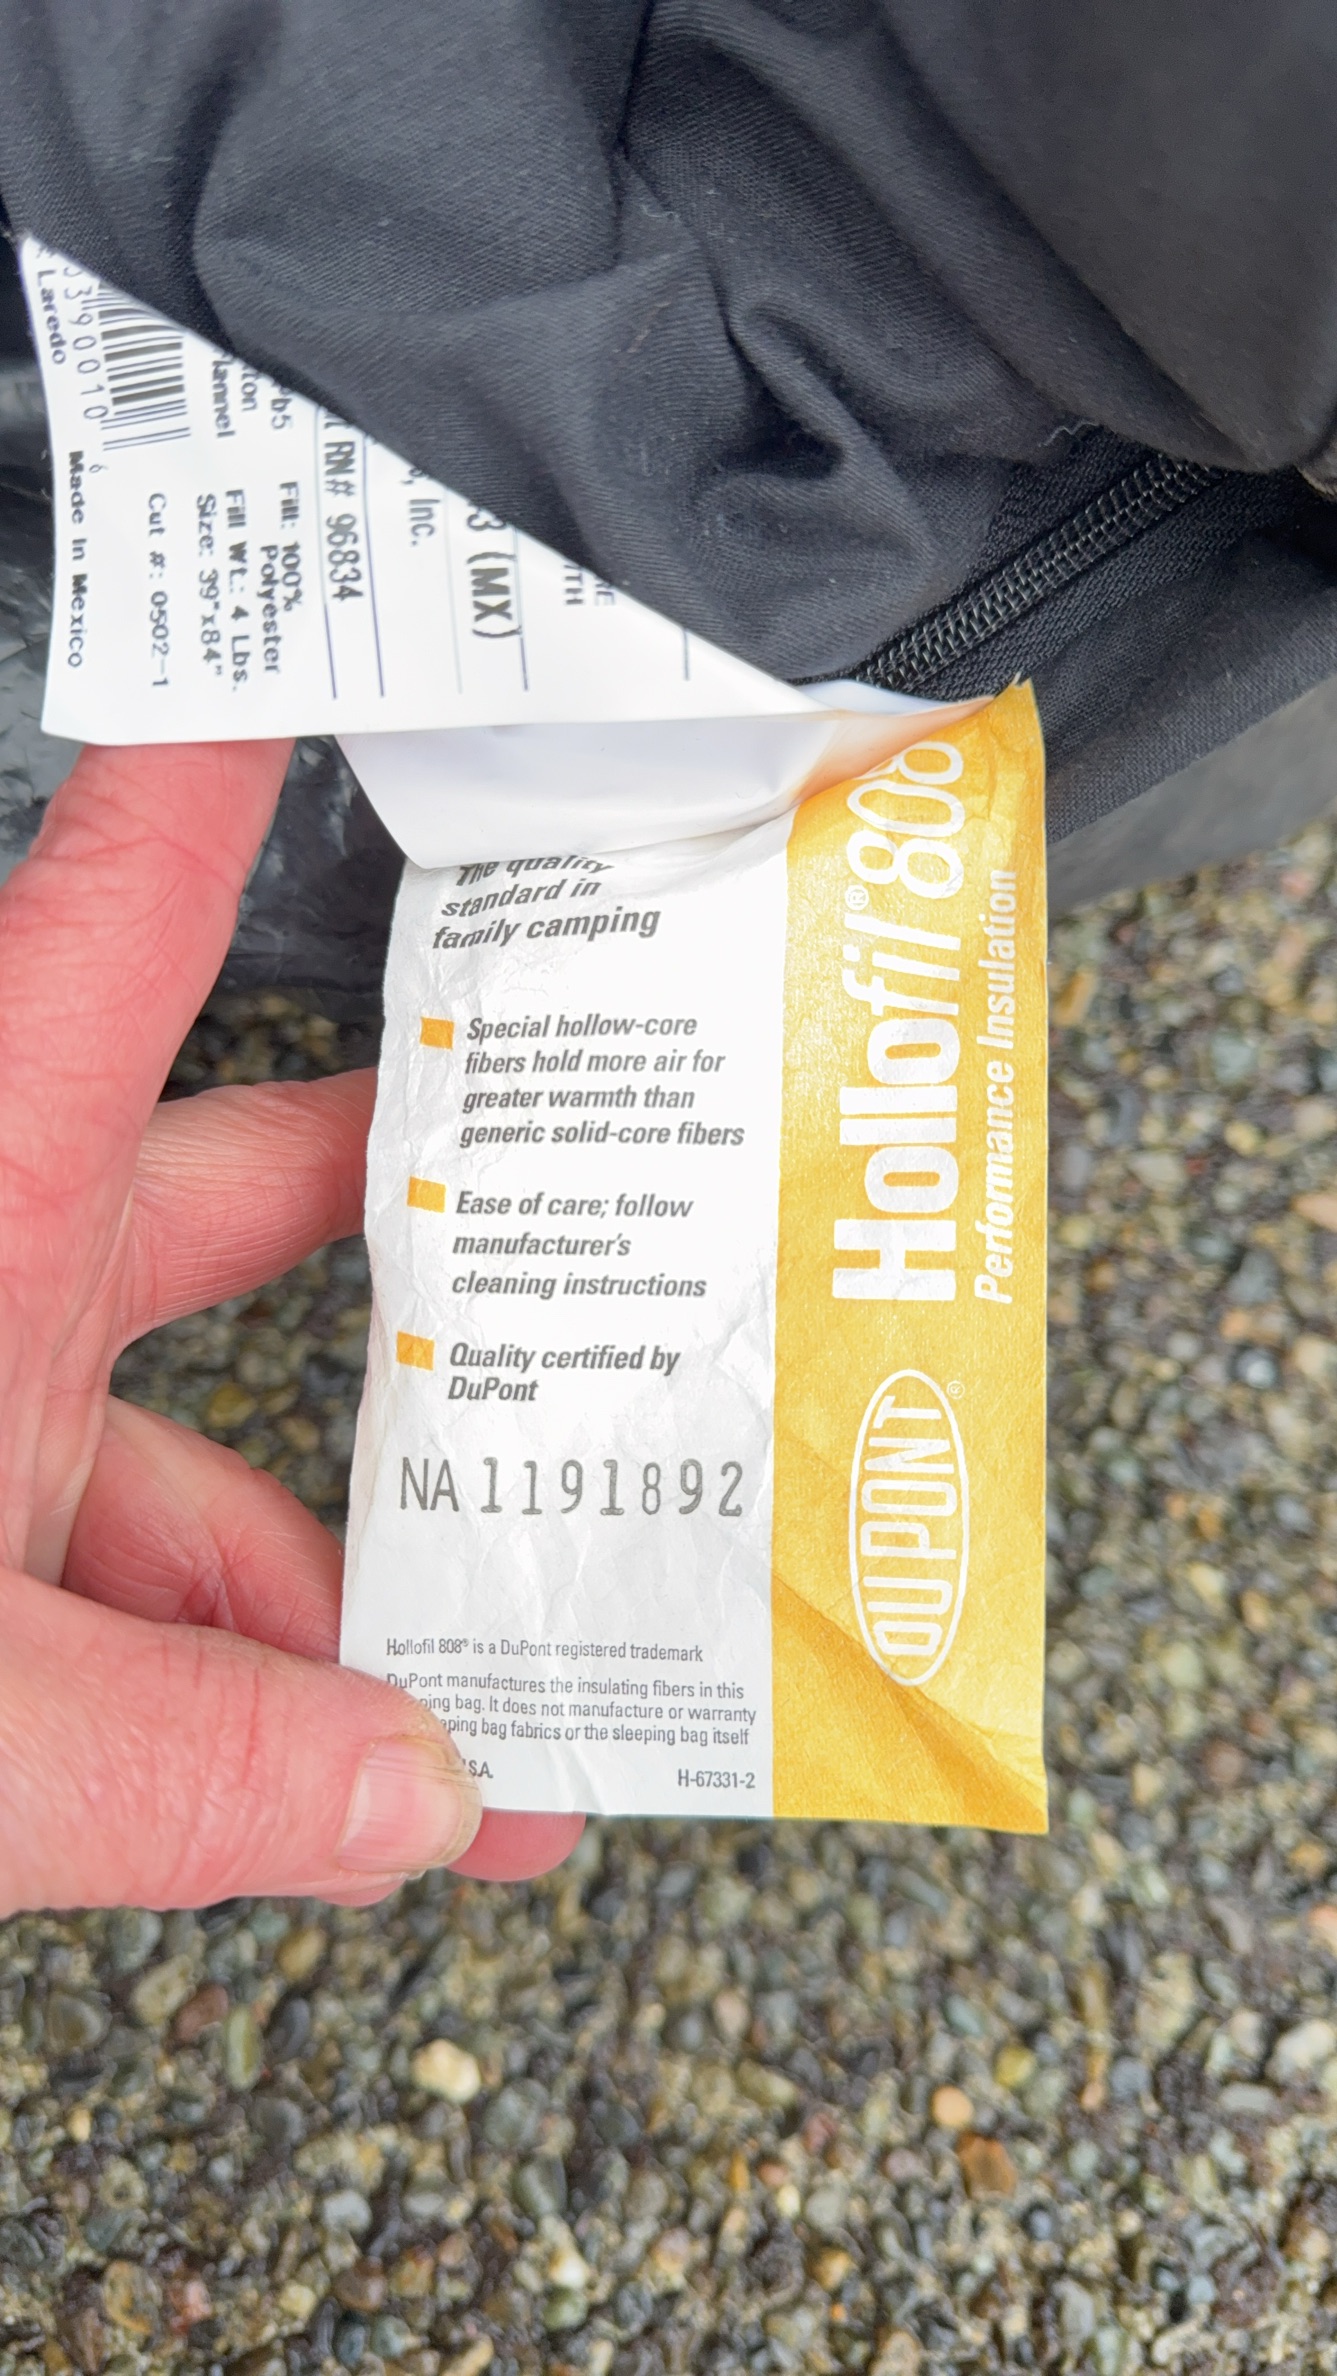 Laredo
390010
6
Made In Mexico
Cut #: 0502-1
Size: 39"x84"
Fill Wt.: 4 Lbs.
Fill: 100%
Polyester
RN# 96834
Inc.
3 (MX)
The quality
standard in
family camping
Special hollow-core
fibers hold more air for
greater warmth than
generic solid-core fibers
Ease of care; follow
manufacturer's
cleaning instructions
Quality certified by
DuPont
NA 1191892
Hollofil 808® is a DuPont registered trademark
DuPont manufactures the insulating fibers in this
bag. It does not manufacture or warranty
bag fabrics or the sleeping bag itself
H-67331-2
Hollofil® 808
Performance Insulation
DUPONT®